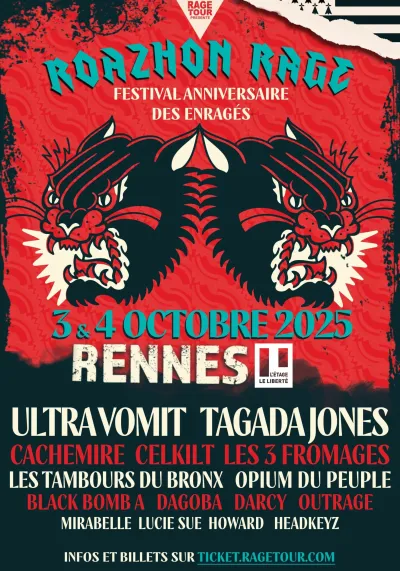 RAGE
TOUR
PRÉSENTE
ROAZHON RAGE
FESTIVAL ANNIVERSAIRE
DES ENRAGÉS
3 & 4 OCTOBRE 2025
RENNES
L'ÉTAGE
LE LIBERTÉ
ULTRA VOMIT TAGADA JONES
CACHEMIRE CELKILT LES 3 FROMAGES
LES TAMBOURS DU BRONX OPIUM DU PEUPLE
BLACK BOMB A DAGOBA DARCY OUTRAGE
MIRABELLE LUCIE SUE HOWARD HEADKEYZ
INFOS ET BILLETS SUR TICKET.RAGETOUR.COM